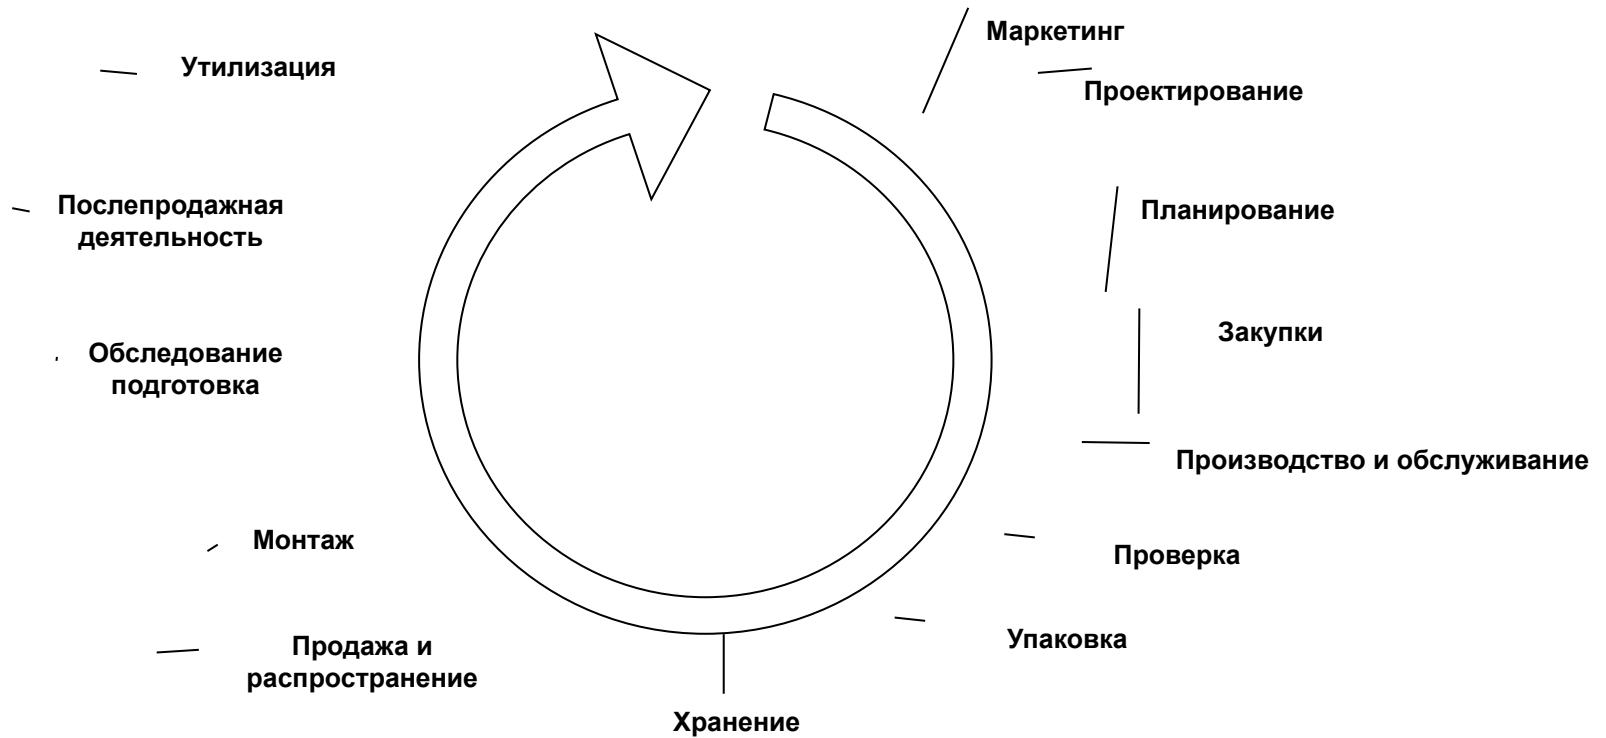 Маркетинг
Утилизация
Проектирование
Послепродажная
деятельность
Планирование
Закупки
Обследование
подготовка
Производство и обслуживание
Монтаж
Проверка
Упаковка
Продажа и
распространение
Хранение